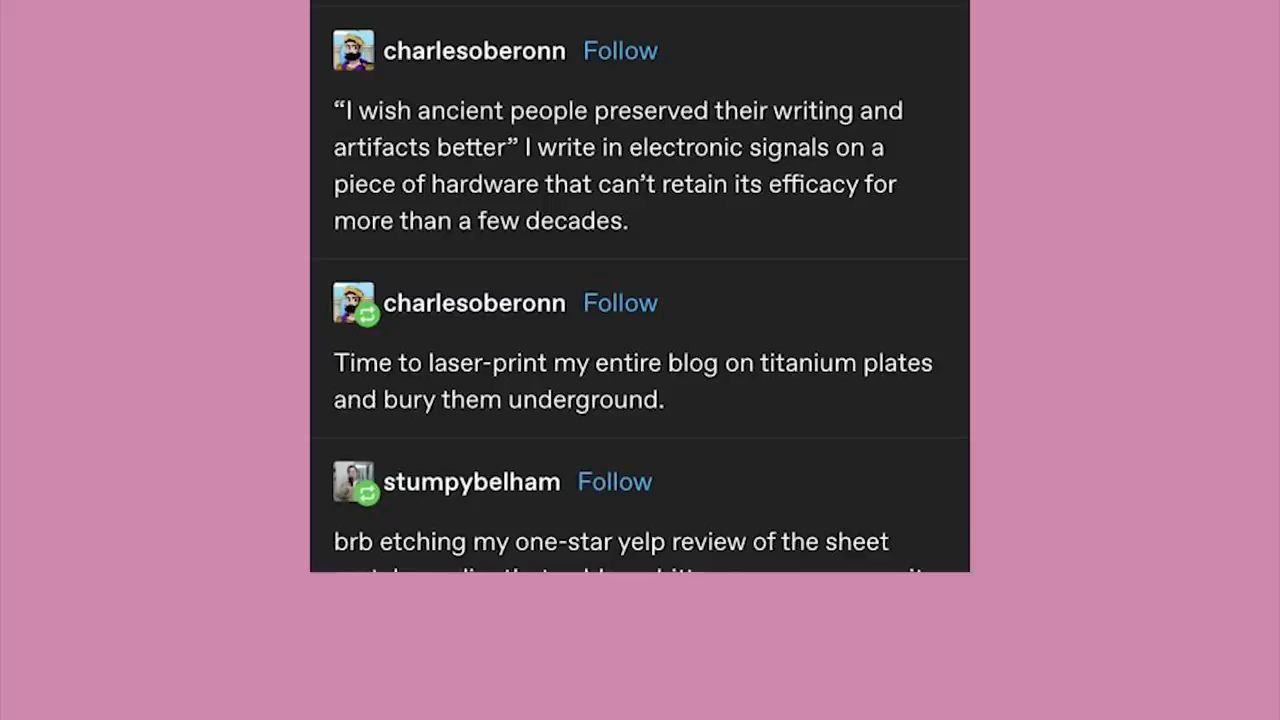 charlesoberonn Follow
“I wish ancient people preserved their writing and
artifacts better” I write in electronic signals on a
piece of hardware that can’t retain its efficacy for
more than a few decades.
charlesoberonn Follow
Time to laser-print my entire blog on titanium plates
and bury them underground.
stumpybelham Follow
brb etching my one-star yelp review of the sheet